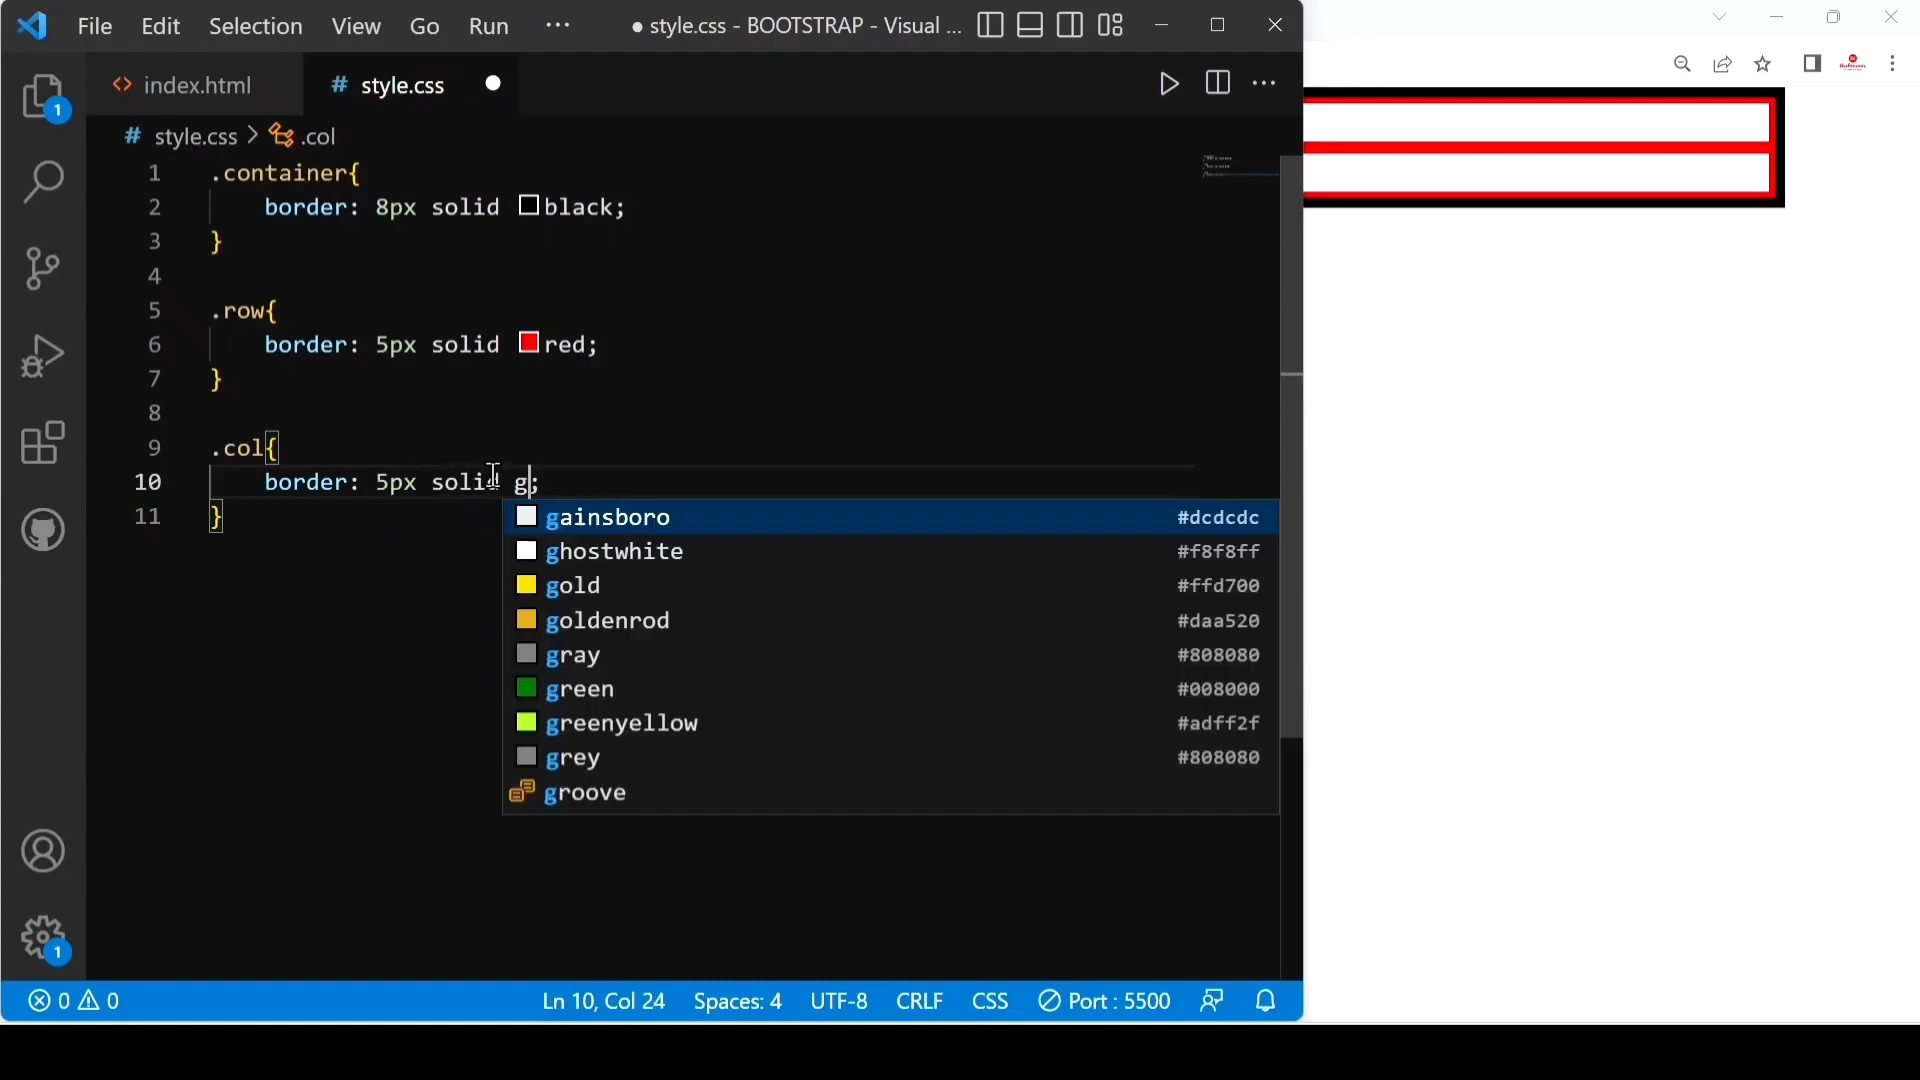 File Edit Selection View Go Run ··· ● style.css - BOOTSTRAP - Visual ...
index.html style.css
style.css > .col
1 .container{
2 border: 8px solid black;
3 }
4
5 .row{
6 border: 5px solid red;
7 }
8
9 .col{
10 border: 5px solid g;
11 }
gainsboro #dcdcdc
ghostwhite #f8f8ff
gold #ffd700
goldenrod #daa520
gray #808080
green #008000
greenyellow #adff2f
grey #808080
groove
1
1
0 0 Ln 10, Col 24 Spaces: 4 UTF-8 CRLF CSS Port : 5500